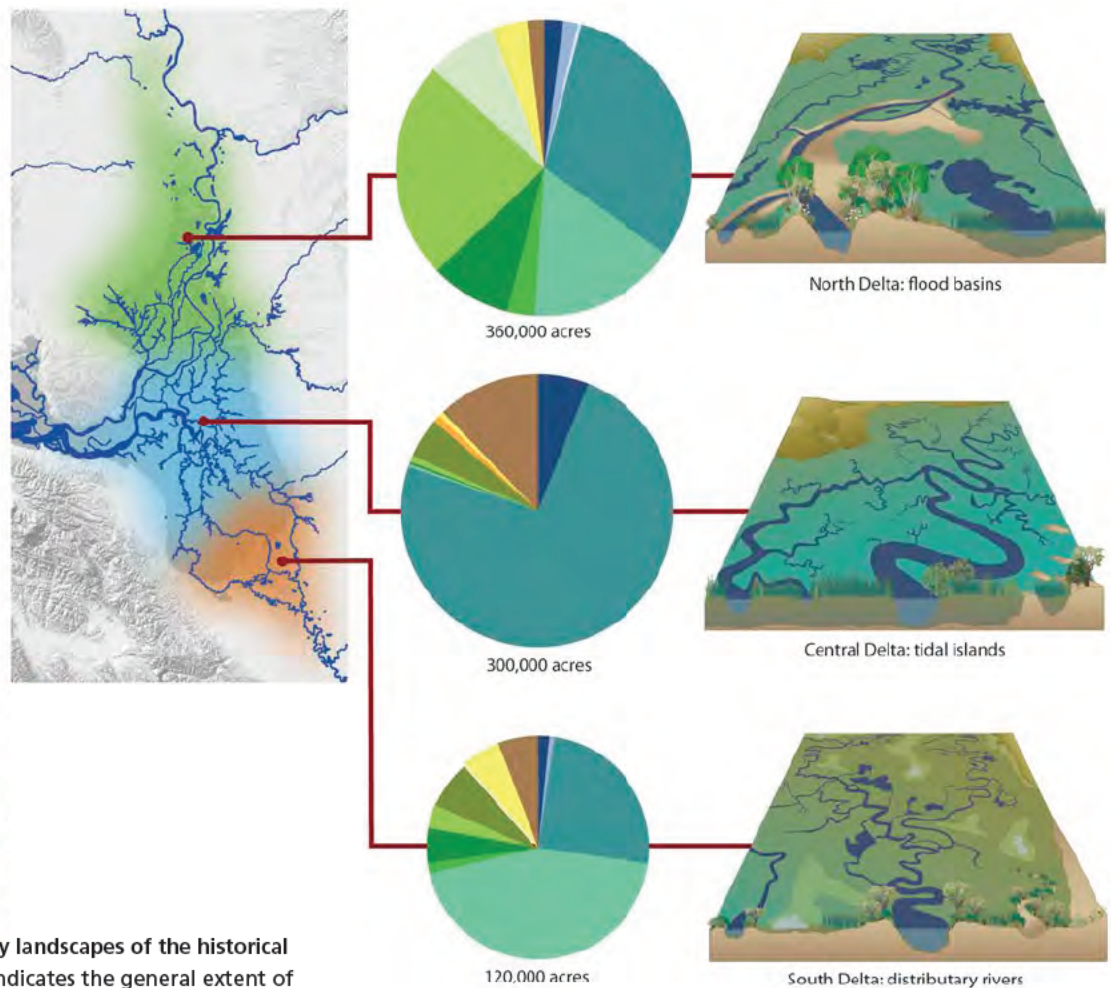 360,000 acres
North Delta: flood basins
300,000 acres
Central Delta: tidal islands
120,000 acres
South Delta: distributary rivers
y landscapes of the historical
ndicates the general extent of